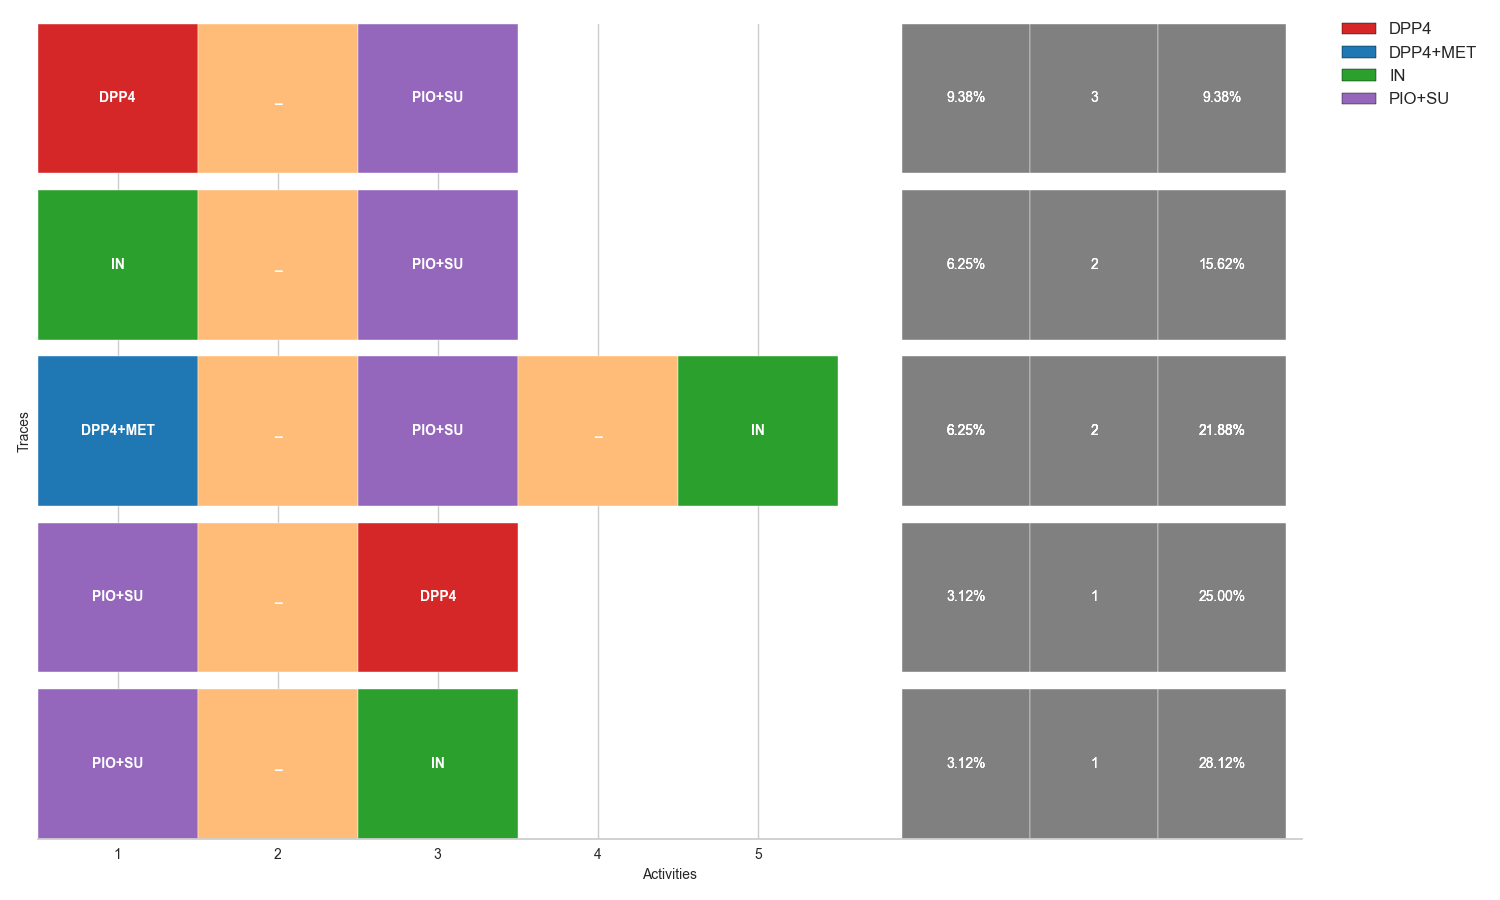 DPP4 _ PIO+SU 9.38% 3 9.38%
IN _ PIO+SU 6.25% 2 15.62%
DPP4+MET _ PIO+SU _ IN 6.25% 2 21.88%
PIO+SU _ DPP4 3.12% 1 25.00%
PIO+SU _ IN 3.12% 1 28.12%
Traces
1 2 3 4 5
Activities
DPP4
DPP4+MET
IN
PIO+SU